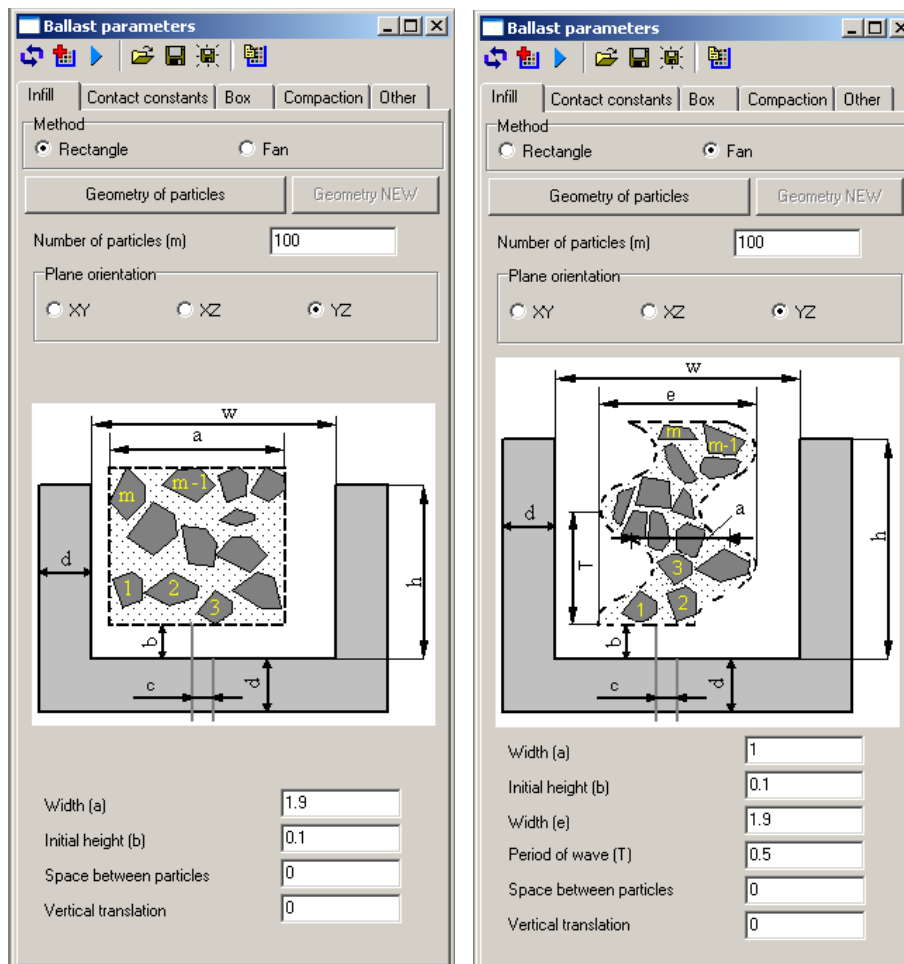 Ballast parameters
Infill Contact constants Box Compaction Other
Method
Rectangle Fan
Geometry of particles Geometry NEW
Number of particles (m) 100
Plane orientation
XY XZ YZ
w
a
m m-1
d
h
1 2 3
b
c d
Width (a) 1.9
Initial height (b) 0.1
Space between particles 0
Vertical translation 0
Ballast parameters
Infill Contact constants Box Compaction Other
Method
Rectangle Fan
Geometry of particles Geometry NEW
Number of particles (m) 100
Plane orientation
XY XZ YZ
w
e
m m-1
d a
h
T
3
1 2
b
c d
Width (a) 1
Initial height (b) 0.1
Width (e) 1.9
Period of wave (T) 0.5
Space between particles 0
Vertical translation 0